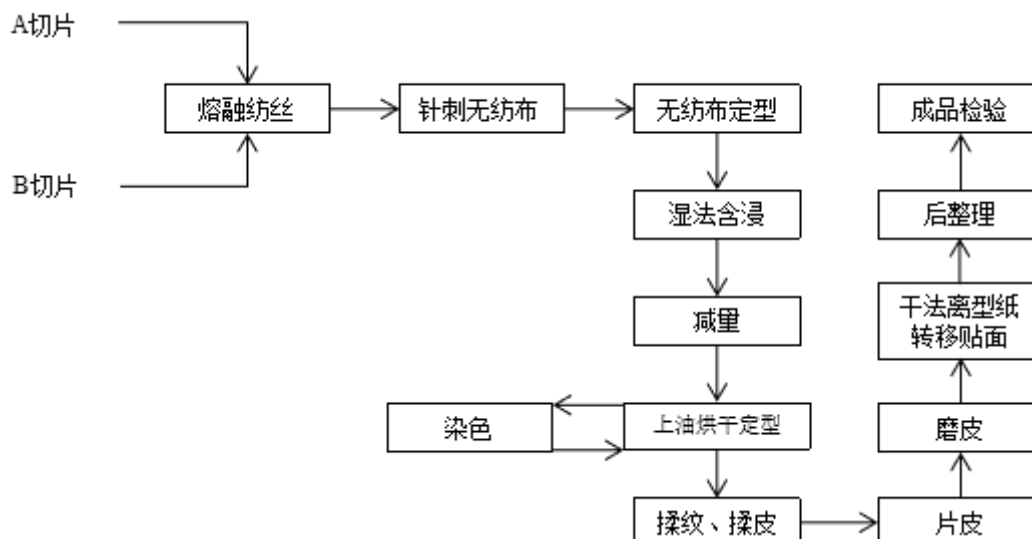 A切片
熔融纺丝
针刺无纺布
无纺布定型
成品检验
B切片
湿法含浸
后整理
减量
干法离型纸
转移贴面
染色
上油烘干定型
磨皮
揉纹、揉皮
片皮